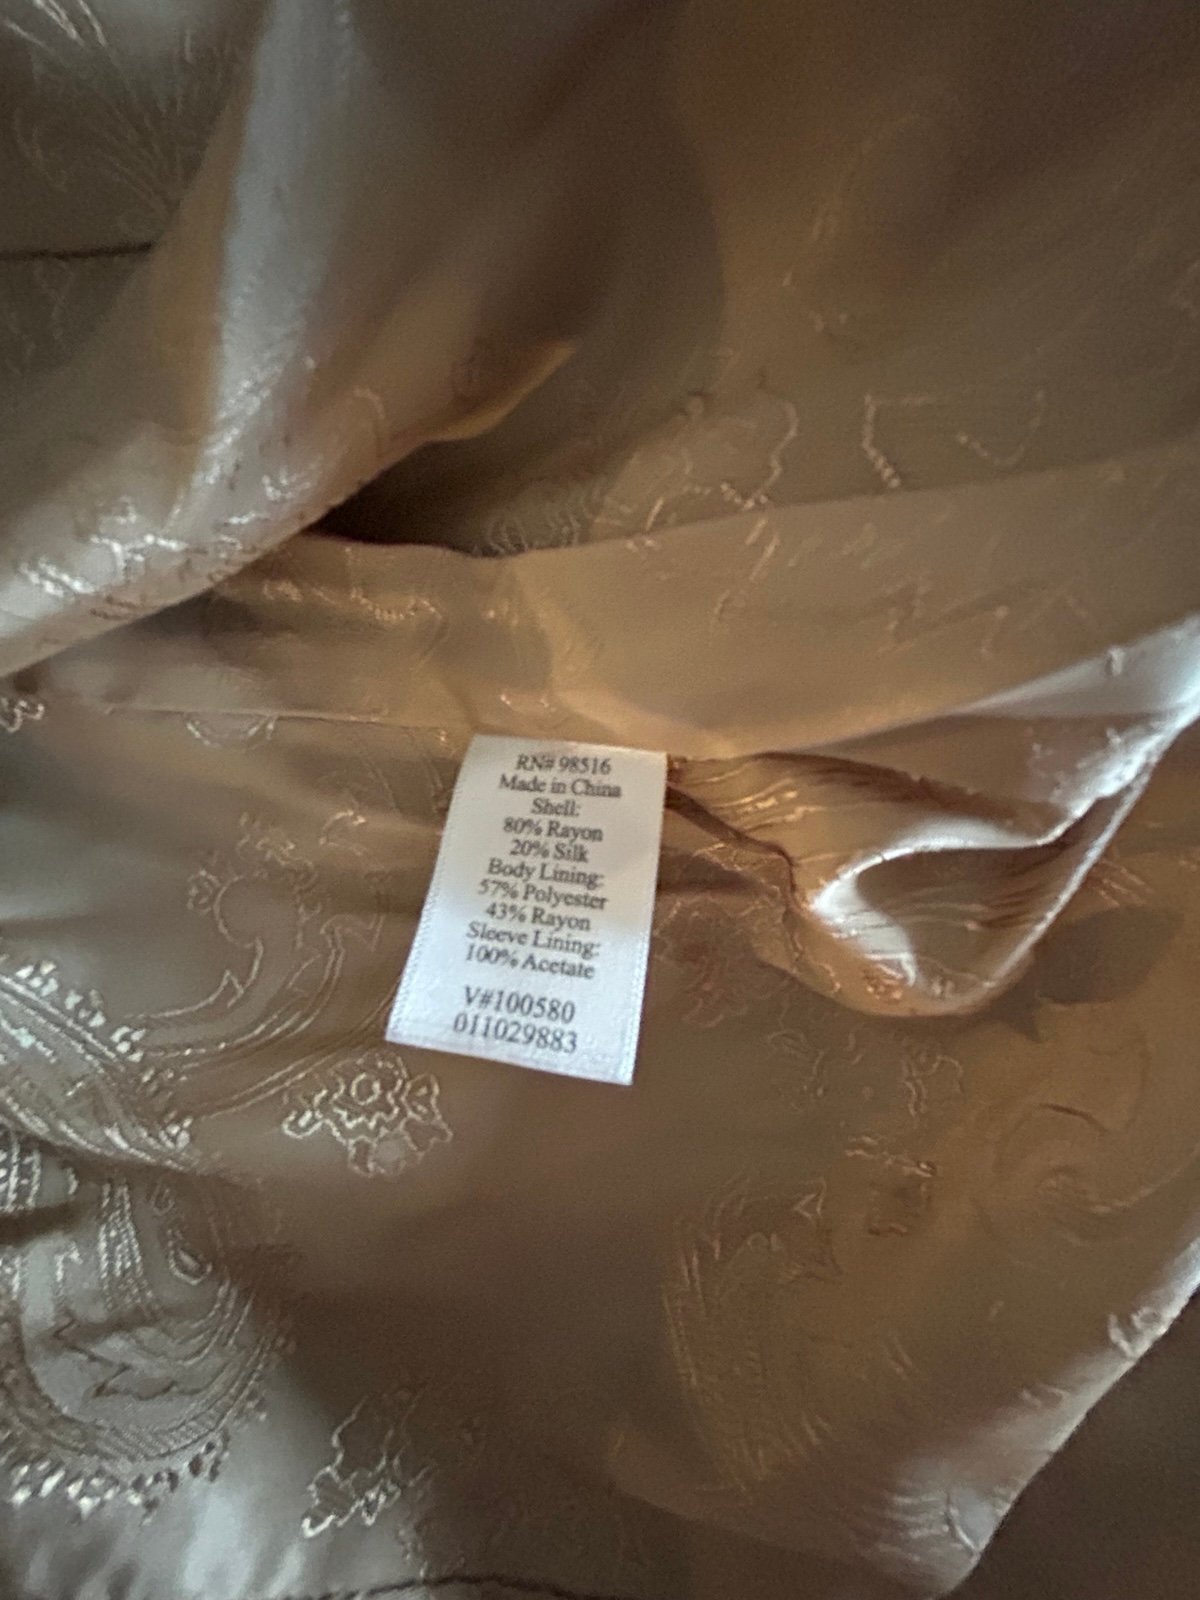 RN# 98516
Made in China
Shell:
80% Rayon
20% Silk
Body Lining:
57% Polyester
43% Rayon
Sleeve Lining:
100% Acetate
V#100580
011029883